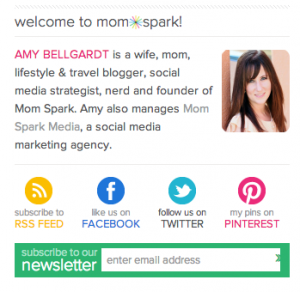 welcome to mom spark!
AMY BELLGARDT is a wife, mom,
lifestyle & travel blogger, social
media strategist, nerd and founder of
Mom Spark. Amy also manages Mom
Spark Media, a social media
marketing agency.
subscribe to
RSS FEED
like us on
FACEBOOK
follow us on
TWITTER
my pins on
PINTEREST
subscribe to our
newsletter
enter email address